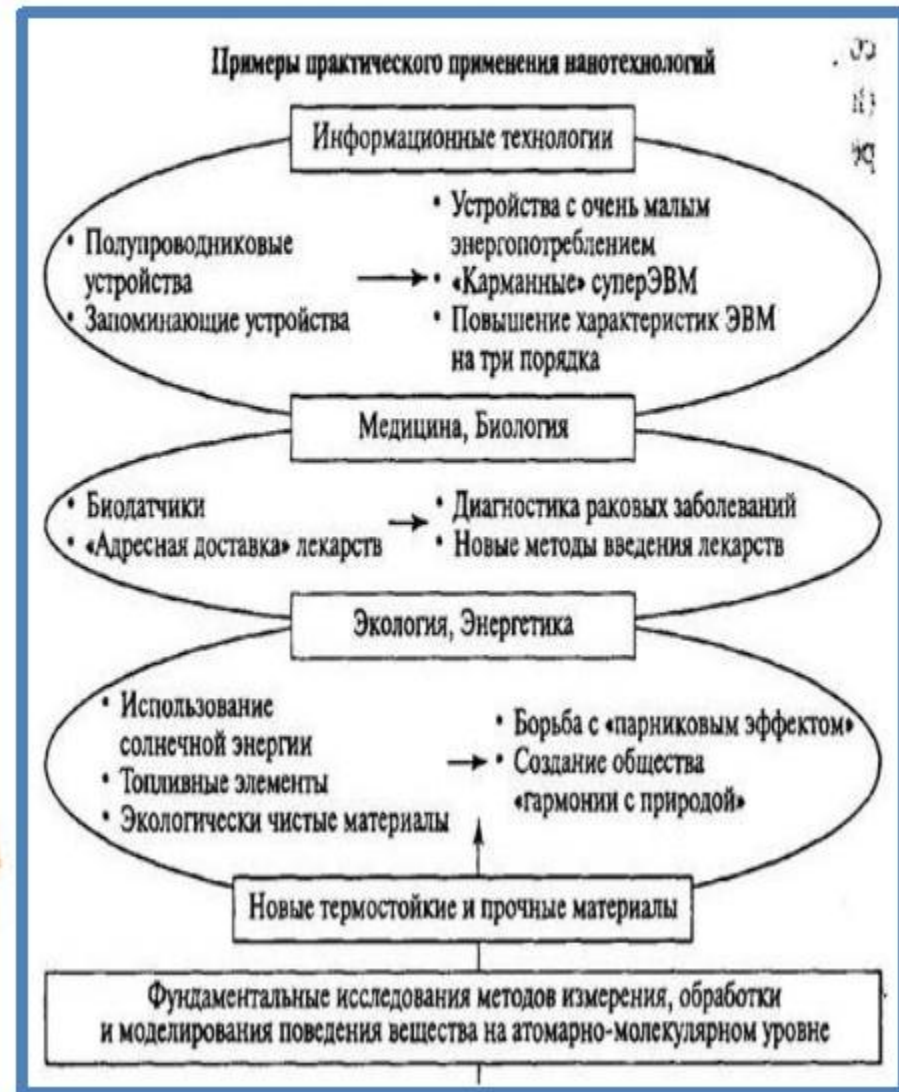 Примеры практического применения нанотехнологий
Информационные технологии
• Полупроводниковые
устройства
• Запоминающие устройства
• Устройства с очень малым
энергопотреблением
• «Карманные» суперЭВМ
• Повышение характеристик ЭВМ
на три порядка
Медицина, Биология
• Биодатчики
• «Адресная доставка» лекарств
• Диагностика раковых заболеваний
• Новые методы введения лекарств
Экология, Энергетика
• Использование
солнечной энергии
• Топливные элементы
• Экологически чистые материалы
• Борьба с «парниковым эффектом»
• Создание общества
«гармонии с природой»
Новые термостойкие и прочные материалы
Фундаментальные исследования методов измерения, обработки
и моделирования поведения вещества на атомарно-молекулярном уровне